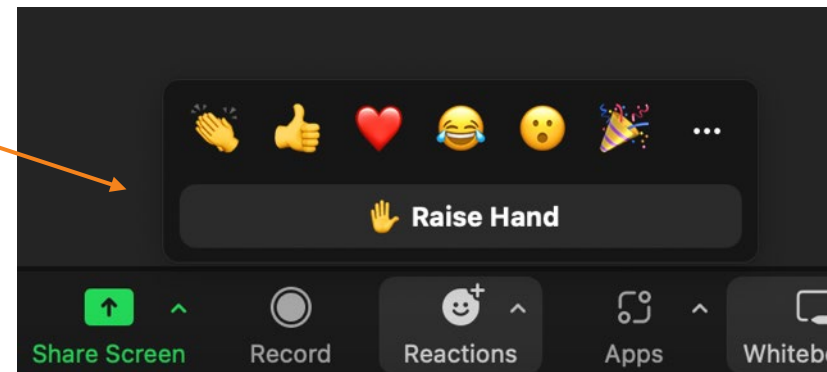 Raise Hand
Share Screen
Record
Reactions
Apps